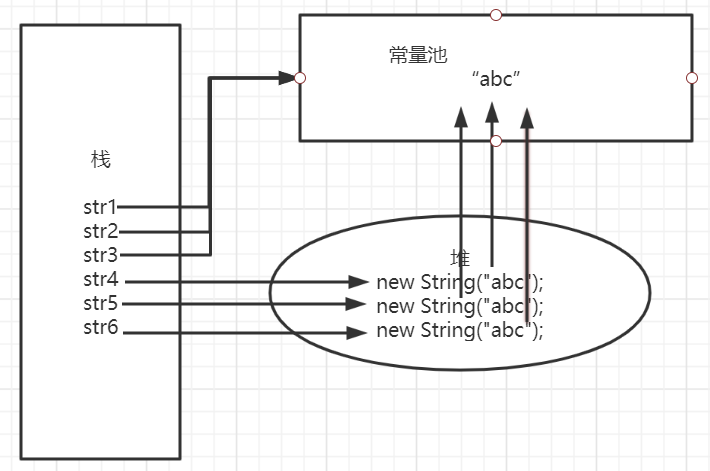 常量池
“abc”
栈
str1
str2
str3
str4
str5
str6
堆
new String("abc");
new String("abc");
new String("abc");